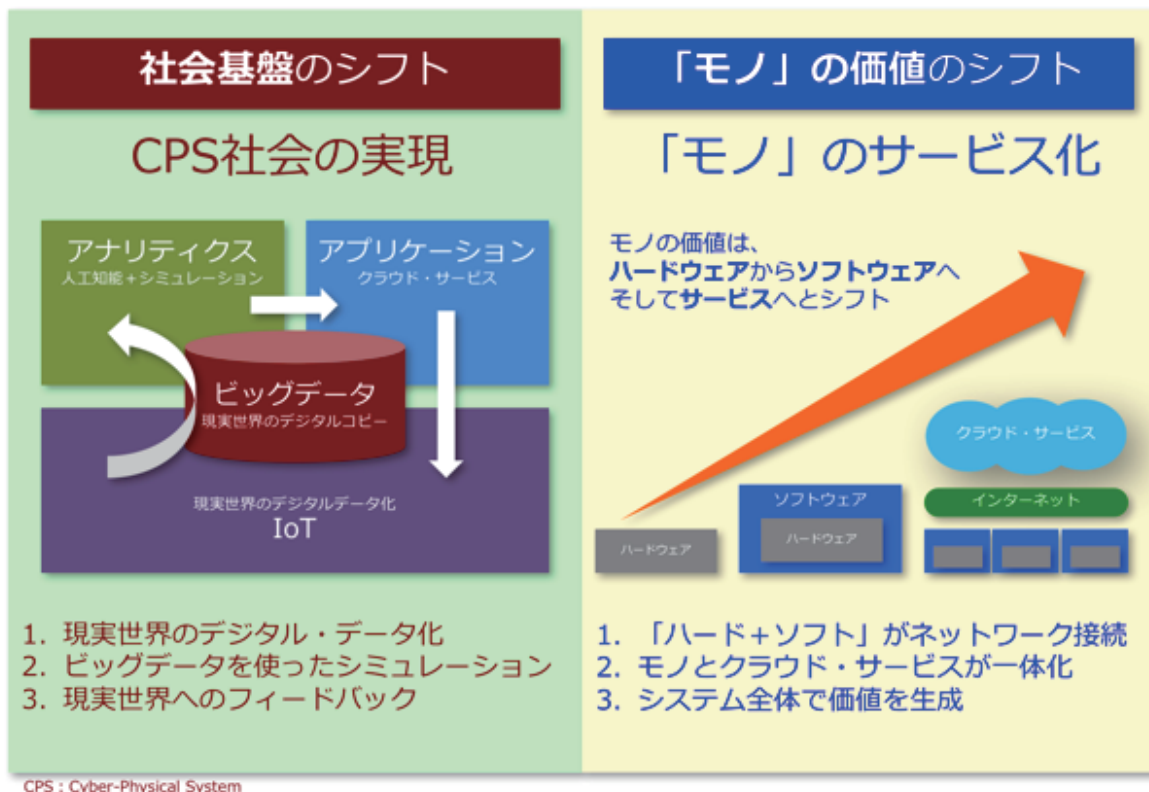 社会基盤のシフト
CPS社会の実現
アナリティクス
人工知能+シミュレーション
アプリケーション
クラウド・サービス
ビッグデータ
現実世界のデジタルコピー
現実世界のデジタルデータ化
IoT
1. 現実世界のデジタル・データ化
2. ビッグデータを使ったシミュレーション
3. 現実世界へのフィードバック
CPS : Cyber-Physical System
「モノ」の価値のシフト
「モノ」のサービス化
モノの価値は、
ハードウェアからソフトウェアへ
そしてサービスへとシフト
ハードウェア
ソフトウェア
ハードウェア
クラウド・サービス
インターネット
1. 「ハード+ソフト」がネットワーク接続
2. モノとクラウド・サービスが一体化
3. システム全体で価値を生成